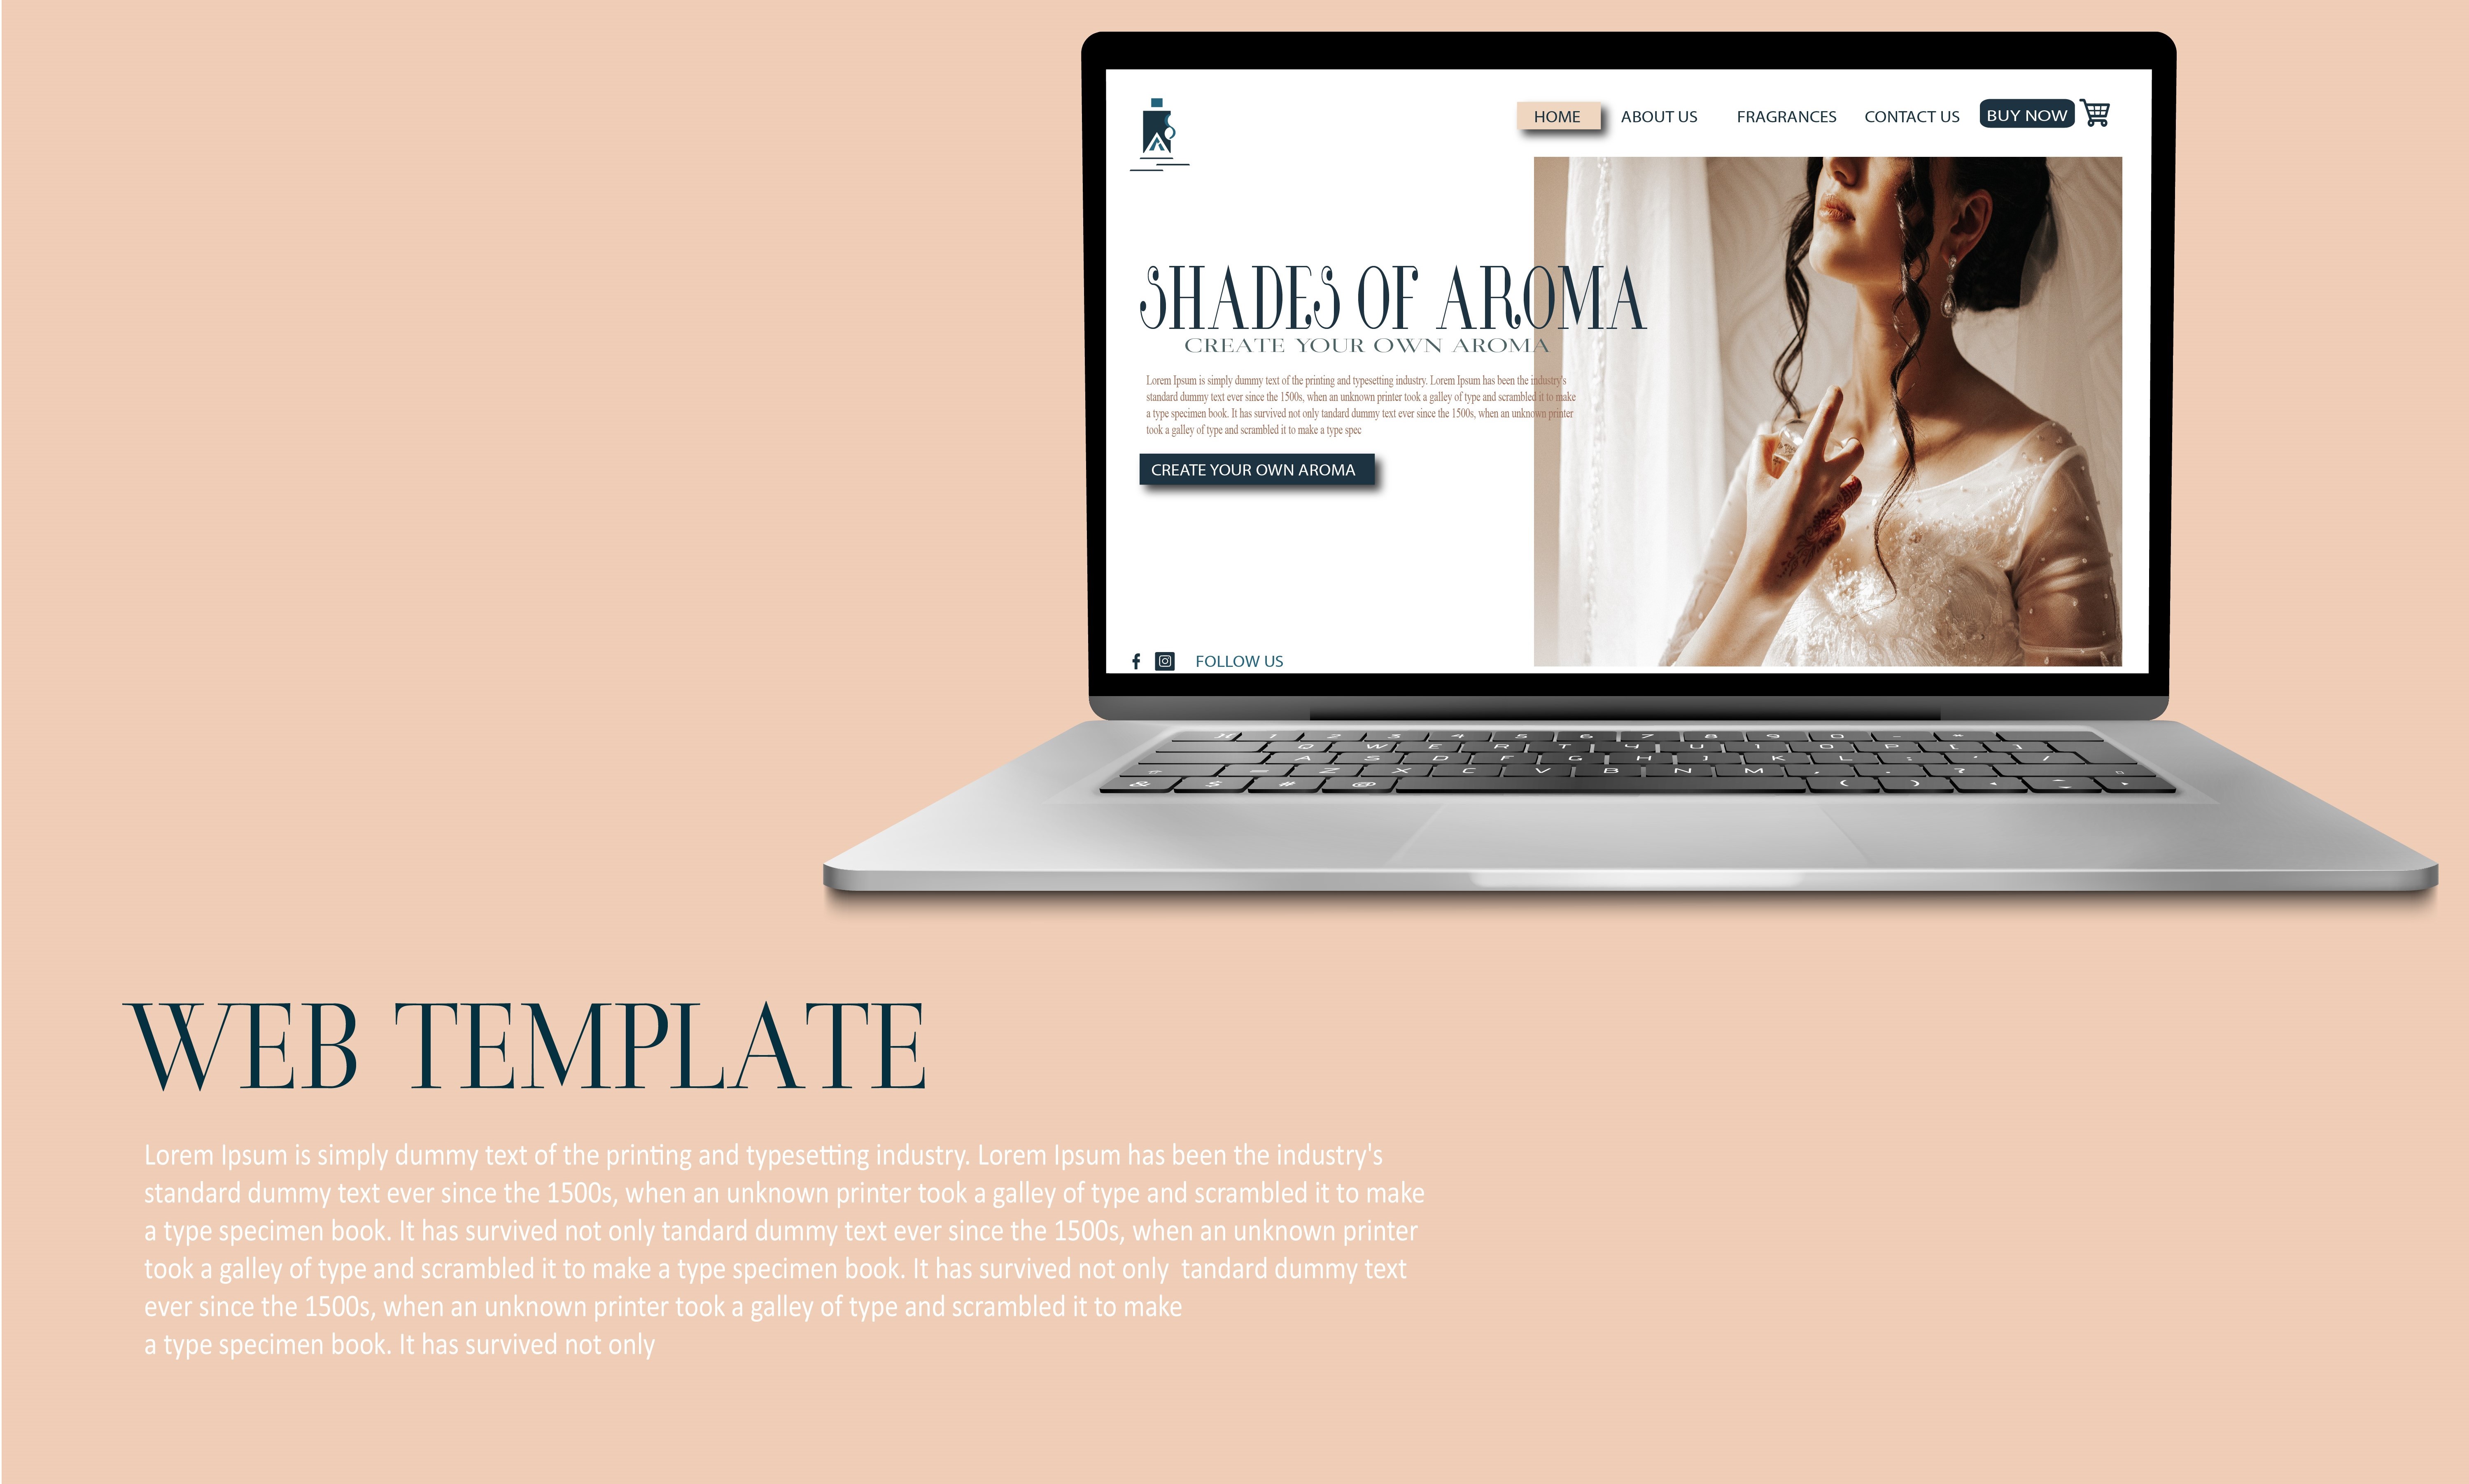 HOME ABOUT US FRAGRANCES CONTACT US BUY NOW
SHADES OF AROMA
CREATE YOUR OWN AROMA
Lorem Ipsum is simply dummy text of the printing and typesetting industry. Lorem Ipsum has been the industry's
standard dummy text ever since the 1500s, when an unknown printer took a galley of type and scrambled it to make
a type specimen book. It has survived not only tandard dummy text ever since the 1500s, when an unknown printer
took a galley of type and scrambled it to make a type spec
CREATE YOUR OWN AROMA
FOLLOW US
1 2 3 4 5 6 7 8 9 0 - *
Q W E R T Y U I O P [ ]
A S D F G H J K L ; ' /
Z X C V B N M , . ?
& $ # @ ( )
WEB TEMPLATE
Lorem Ipsum is simply dummy text of the printing and typesetting industry. Lorem Ipsum has been the industry's
standard dummy text ever since the 1500s, when an unknown printer took a galley of type and scrambled it to make
a type specimen book. It has survived not only tandard dummy text ever since the 1500s, when an unknown printer
took a galley of type and scrambled it to make a type specimen book. It has survived not only  tandard dummy text
ever since the 1500s, when an unknown printer took a galley of type and scrambled it to make
a type specimen book. It has survived not only